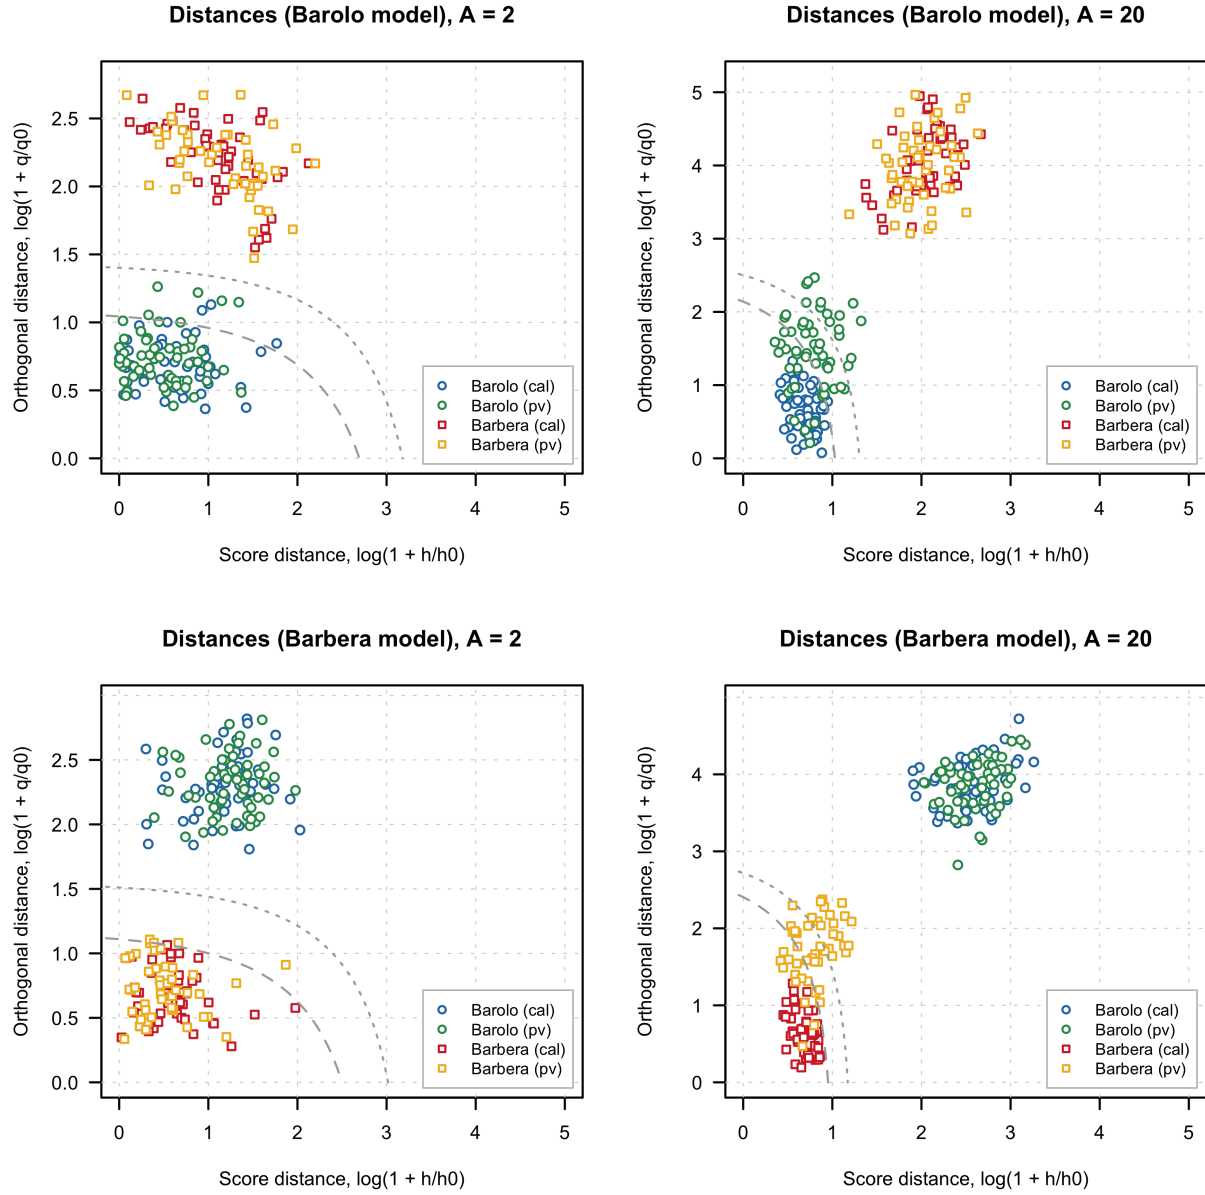 Distances (Barolo model), A = 2
Orthogonal distance, log(1 + q/q0)
2.5
2.0
1.5
1.0
0.5
0.0
0 1 2 3 4 5
Score distance, log(1 + h/h0)
Barolo (cal)
Barolo (pv)
Barbera (cal)
Barbera (pv)
Distances (Barolo model), A = 20
Orthogonal distance, log(1 + q/q0)
5
4
3
2
1
0
0 1 2 3 4 5
Score distance, log(1 + h/h0)
Barolo (cal)
Barolo (pv)
Barbera (cal)
Barbera (pv)
Distances (Barbera model), A = 2
Orthogonal distance, log(1 + q/q0)
2.5
2.0
1.5
1.0
0.5
0.0
0 1 2 3 4 5
Score distance, log(1 + h/h0)
Barolo (cal)
Barolo (pv)
Barbera (cal)
Barbera (pv)
Distances (Barbera model), A = 20
Orthogonal distance, log(1 + q/q0)
4
3
2
1
0
0 1 2 3 4 5
Score distance, log(1 + h/h0)
Barolo (cal)
Barolo (pv)
Barbera (cal)
Barbera (pv)